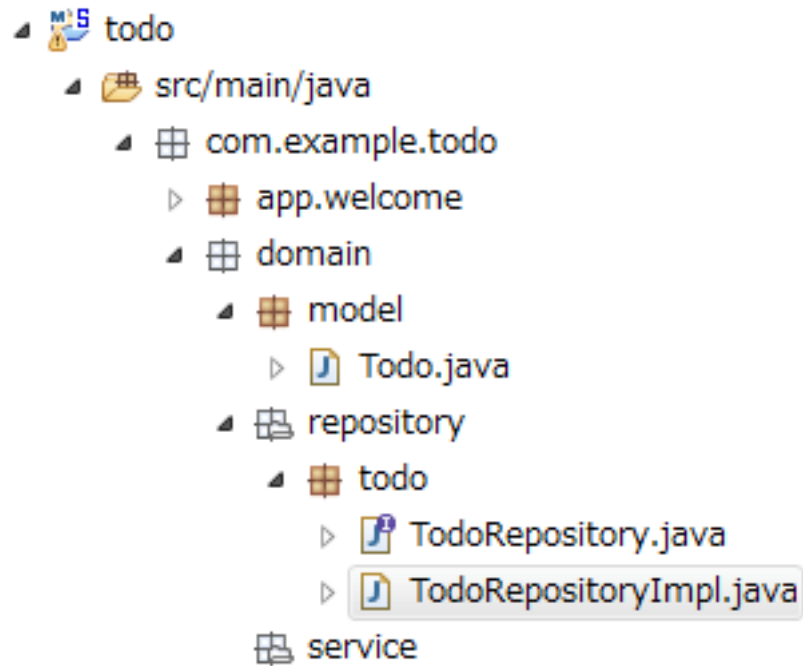 todo
src/main/java
com.example.todo
app.welcome
domain
model
Todo.java
repository
todo
TodoRepository.java
TodoRepositoryImpl.java
service